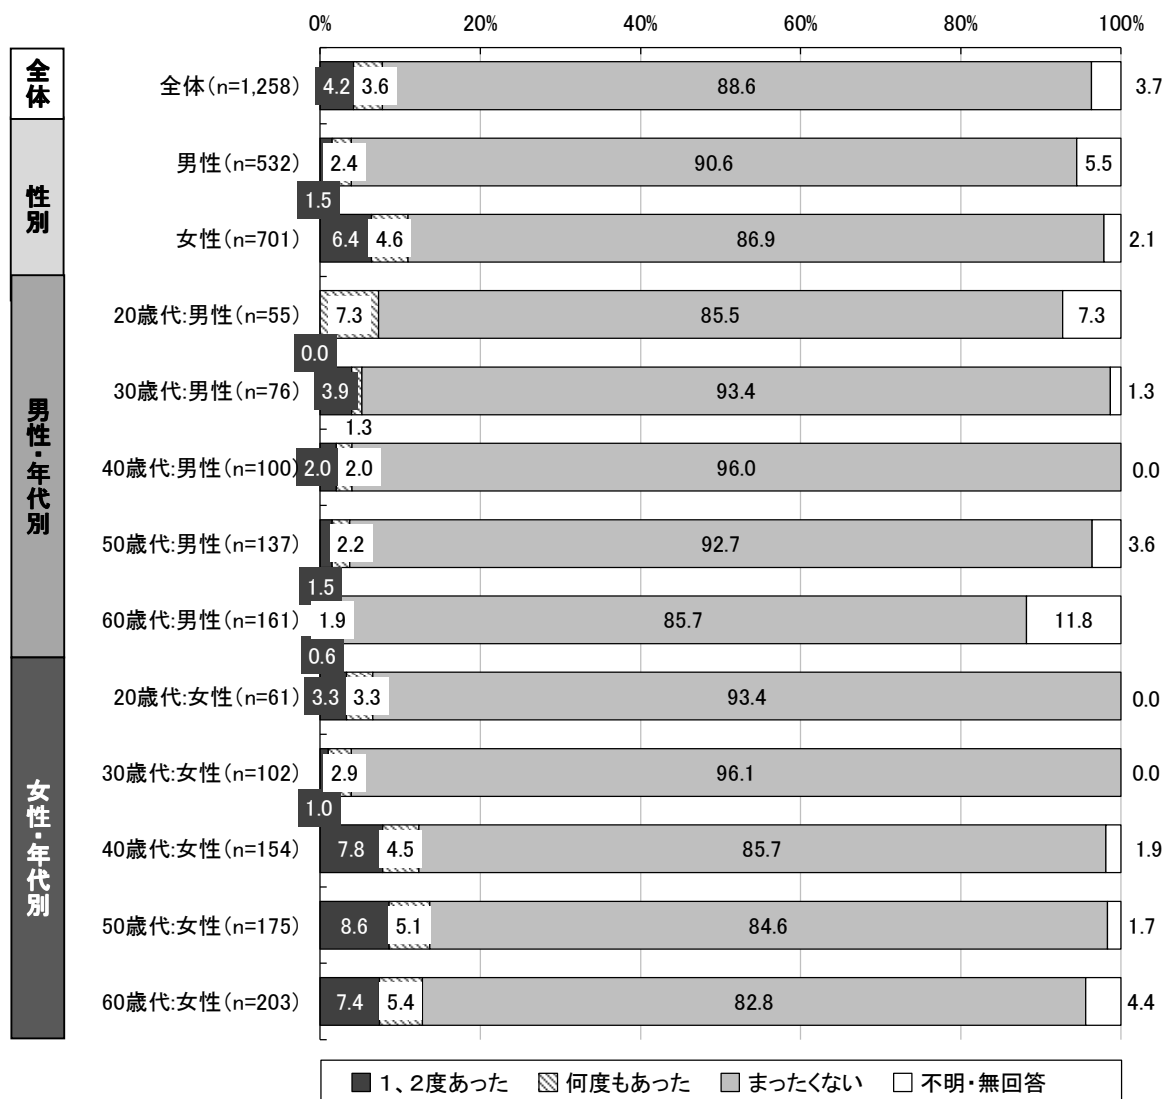 0% 20% 40% 60% 80% 100%
全体
全体(n=1,258) 4.2 3.6 88.6 3.7
性別
男性(n=532) 1.5 2.4 90.6 5.5
女性(n=701) 6.4 4.6 86.9 2.1
男性・年代別
20歳代:男性(n=55) 0.0 7.3 85.5 7.3
30歳代:男性(n=76) 3.9 1.3 93.4 1.3
40歳代:男性(n=100) 2.0 2.0 96.0 0.0
50歳代:男性(n=137) 1.5 2.2 92.7 3.6
60歳代:男性(n=161) 0.6 1.9 85.7 11.8
女性・年代別
20歳代:女性(n=61) 3.3 3.3 93.4 0.0
30歳代:女性(n=102) 1.0 2.9 96.1 0.0
40歳代:女性(n=154) 7.8 4.5 85.7 1.9
50歳代:女性(n=175) 8.6 5.1 84.6 1.7
60歳代:女性(n=203) 7.4 5.4 82.8 4.4
1、2度あった 何度もあった まったくない 不明・無回答